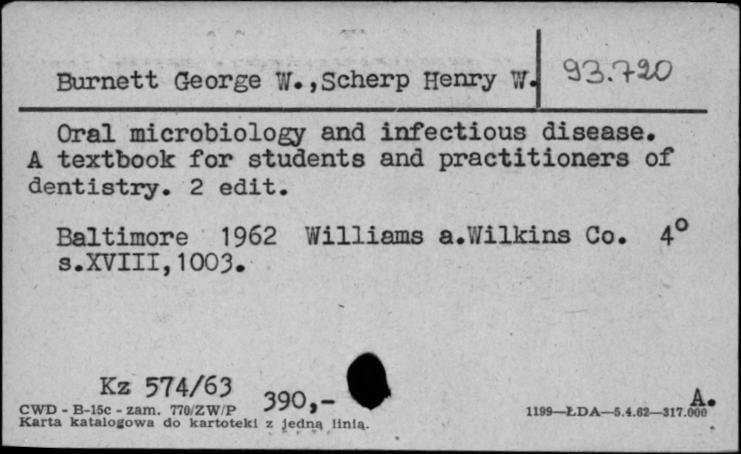 Burnett George W.,Scherp Henry W. 93.720
Oral microbiology and infectious disease.
A textbook for students and practitioners of
dentistry. 2 edit.
Baltimore 1962 Williams a.Wilkins Co. 4°
s.XVIII,1003.
Kz 574/63 390,-
A.
CWD - B-15c - zam. 770/ZW/P 1199—ŁDA—5.4.62—317.000
Karta katalogowa do kartoteki z jedną linią.